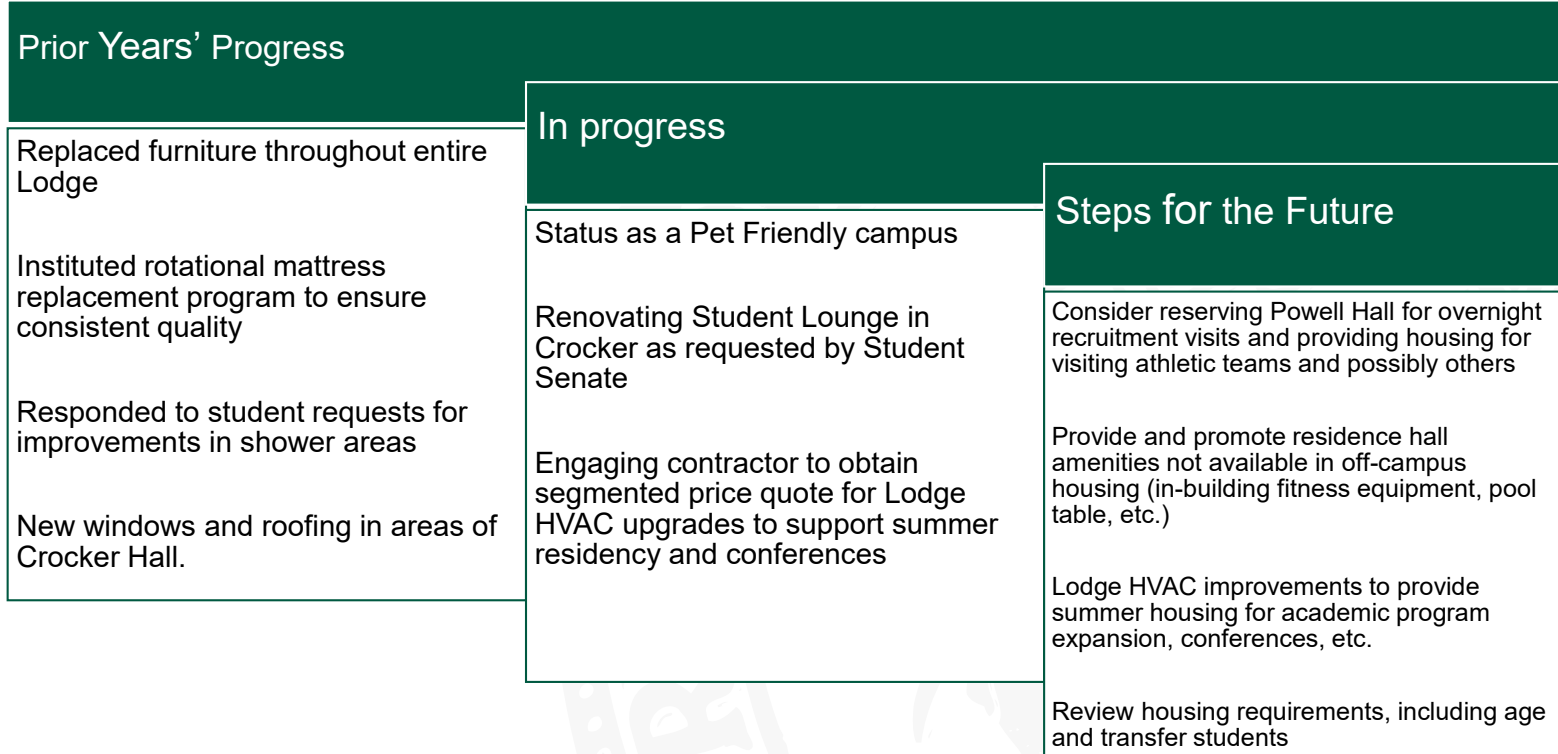 Prior Years’ Progress
Replaced furniture throughout entire
Lodge
Instituted rotational mattress
replacement program to ensure
consistent quality
Responded to student requests for
improvements in shower areas
New windows and roofing in areas of
Crocker Hall.
In progress
Status as a Pet Friendly campus
Renovating Student Lounge in
Crocker as requested by Student
Senate
Engaging contractor to obtain
segmented price quote for Lodge
HVAC upgrades to support summer
residency and conferences
Steps for the Future
Consider reserving Powell Hall for overnight
recruitment visits and providing housing for
visiting athletic teams and possibly others
Provide and promote residence hall
amenities not available in off-campus
housing (in-building fitness equipment, pool
table, etc.)
Lodge HVAC improvements to provide
summer housing for academic program
expansion, conferences, etc.
Review housing requirements, including age
and transfer students